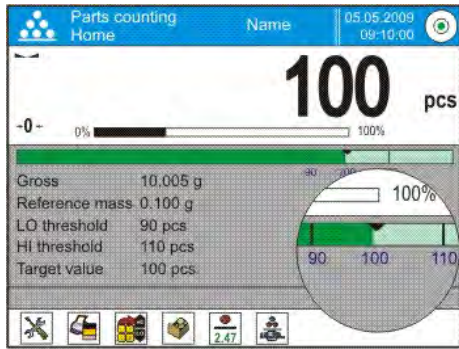 Parts counting
Home
Name
05.05.2009
09:10:00
100
pcs
-0-
0%
100%
90
100%
90 100 110
Gross 10.005 g
Reference mass 0.100 g
LO threshold 90 pcs
HI threshold 110 pcs
Target value 100 pcs
2.47